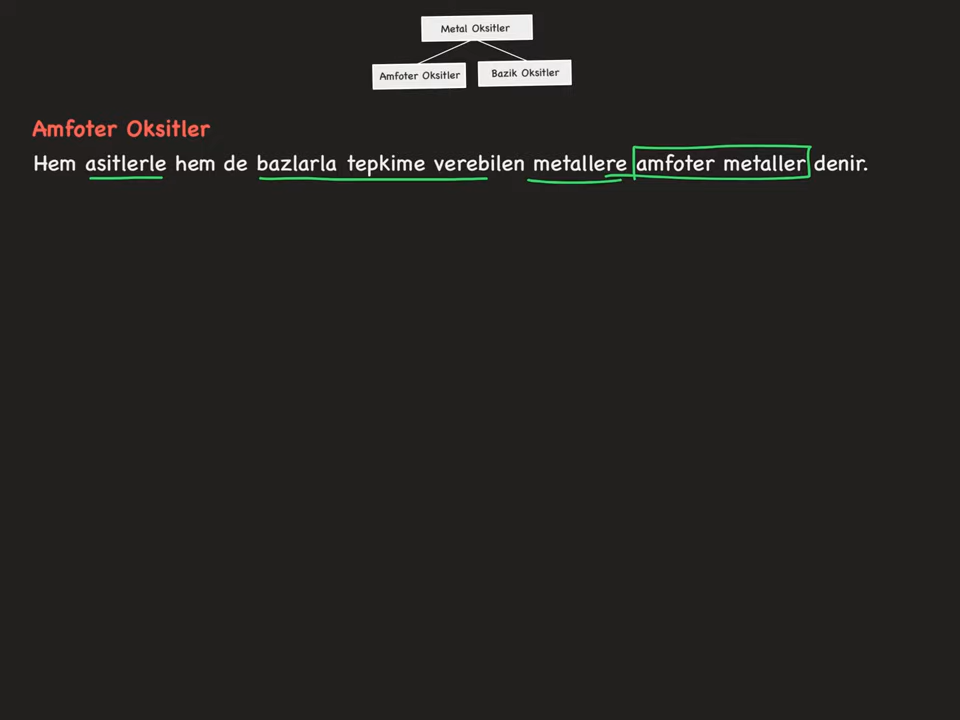 Metal Oksitler
Amfoter Oksitler
Bazik Oksitler
Amfoter Oksitler
Hem asitlerle hem de bazlarla tepkime verebilen metallere amfoter metaller denir.